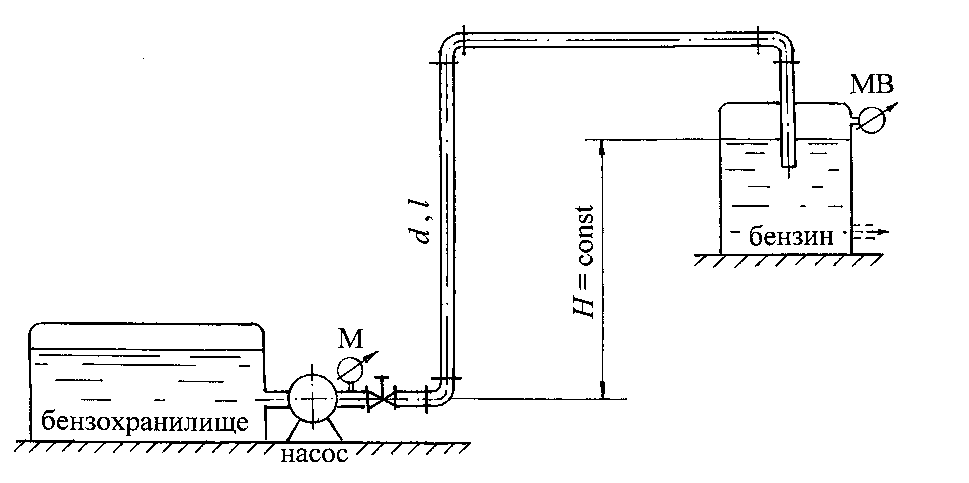 МВ
d, l
H = const
бензин
М
бензохранилище
насос